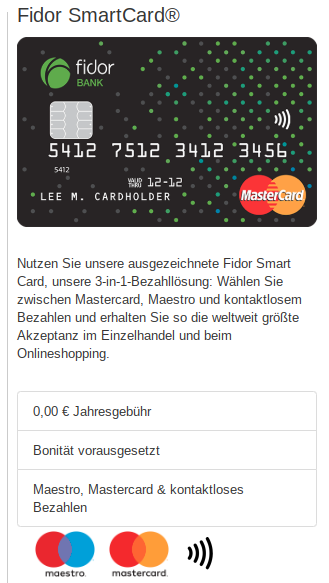 Fidor SmartCard®
fidor
BANK
5412 7512 3412 3456
5412
VALID THRU 12-12
LEE M. CARDHOLDER
MasterCard
Nutzen Sie unsere ausgezeichnete Fidor Smart
Card, unsere 3-in-1-Bezahllösung: Wählen Sie
zwischen Mastercard, Maestro und kontaktlosem
Bezahlen und erhalten Sie so die weltweit größte
Akzeptanz im Einzelhandel und beim
Onlineshopping.
0,00 € Jahresgebühr
Bonität vorausgesetzt
Maestro, Mastercard & kontaktloses
Bezahlen
maestro. mastercard.